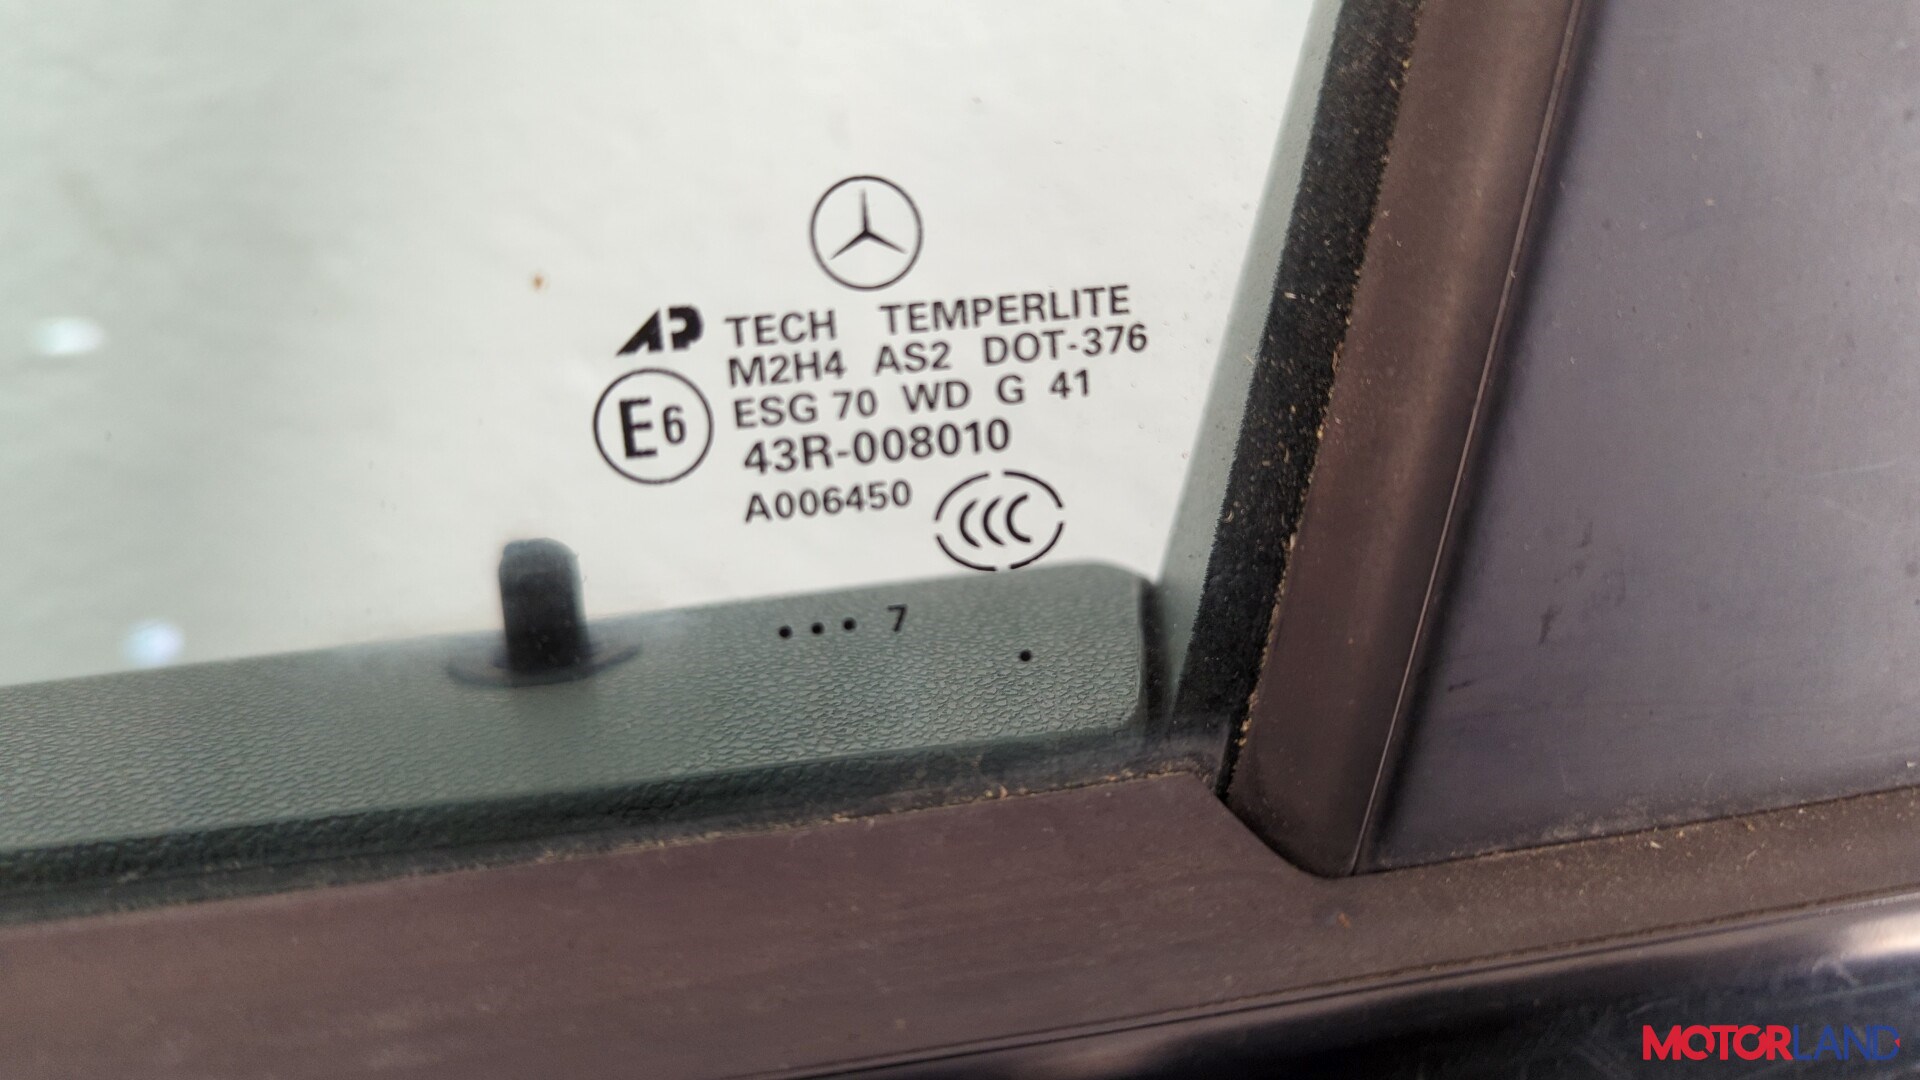 AP TECH TEMPERLITE
M2H4 AS2 DOT-376
ESG 70 WD G 41
E6
43R-008010
A006450
CCC
• • • 7
•
MOTORLAND